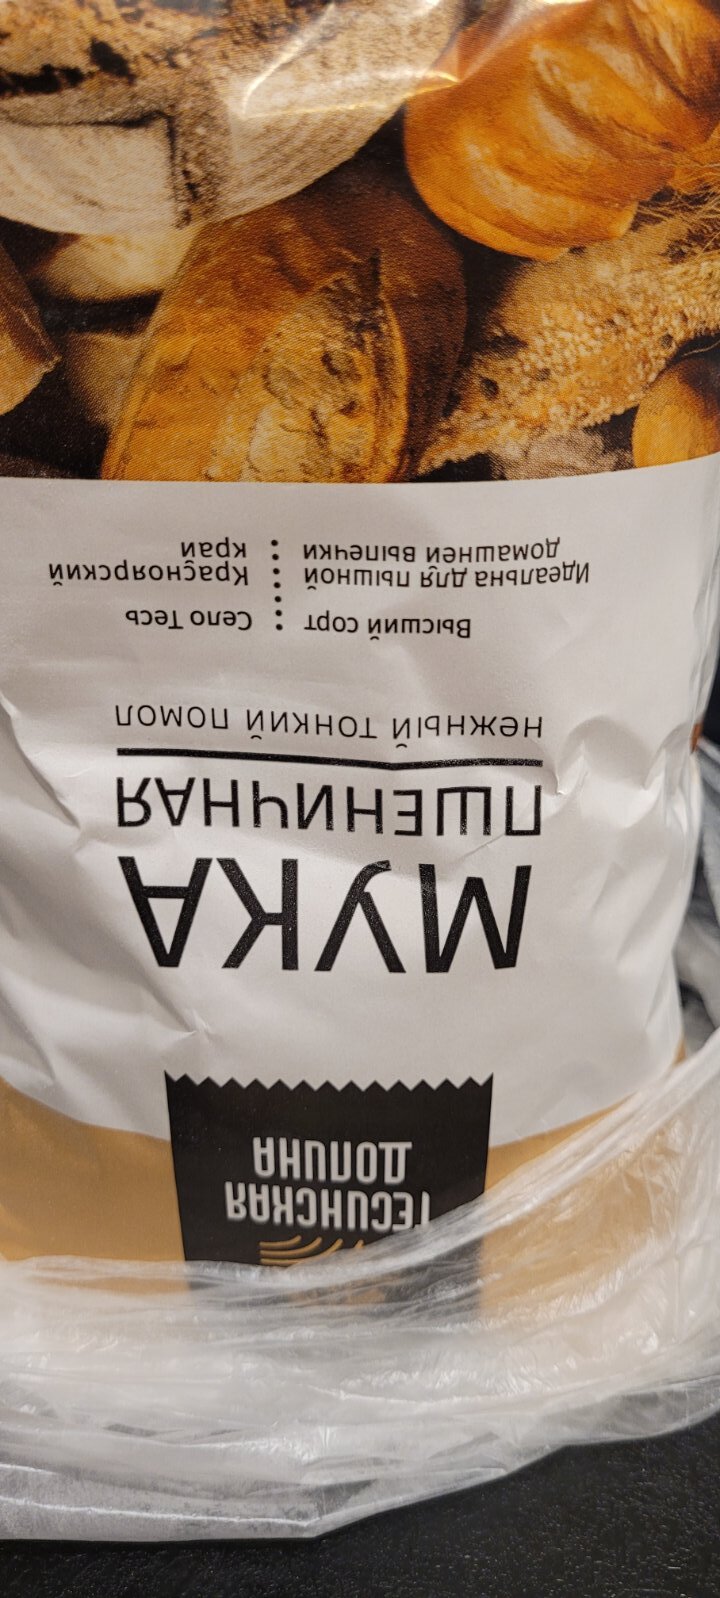 ТЕСИНСКАЯ
ДОЛИНА
МУКА
ПШЕНИЧНАЯ
НЕЖНЫЙ ТОНКИЙ ПОМОЛ
Высший сорт
Идеальна для пышной
домашней выпечки
Село Тесь
Красноярский
край